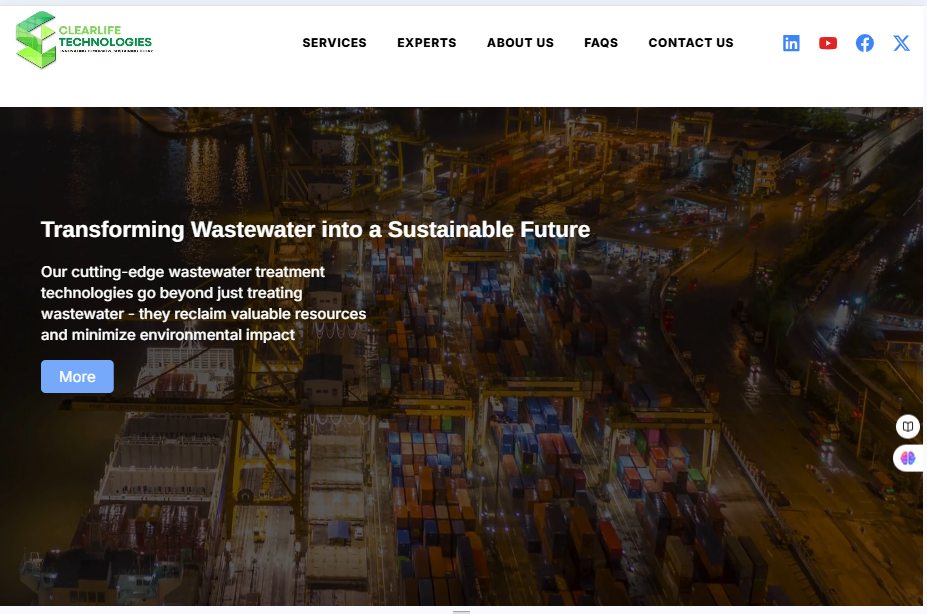 CLEARLIFE
TECHNOLOGIES
SERVICES EXPERTS ABOUT US FAQS CONTACT US
Transforming Wastewater into a Sustainable Future
Our cutting-edge wastewater treatment
technologies go beyond just treating
wastewater - they reclaim valuable resources
and minimize environmental impact
More